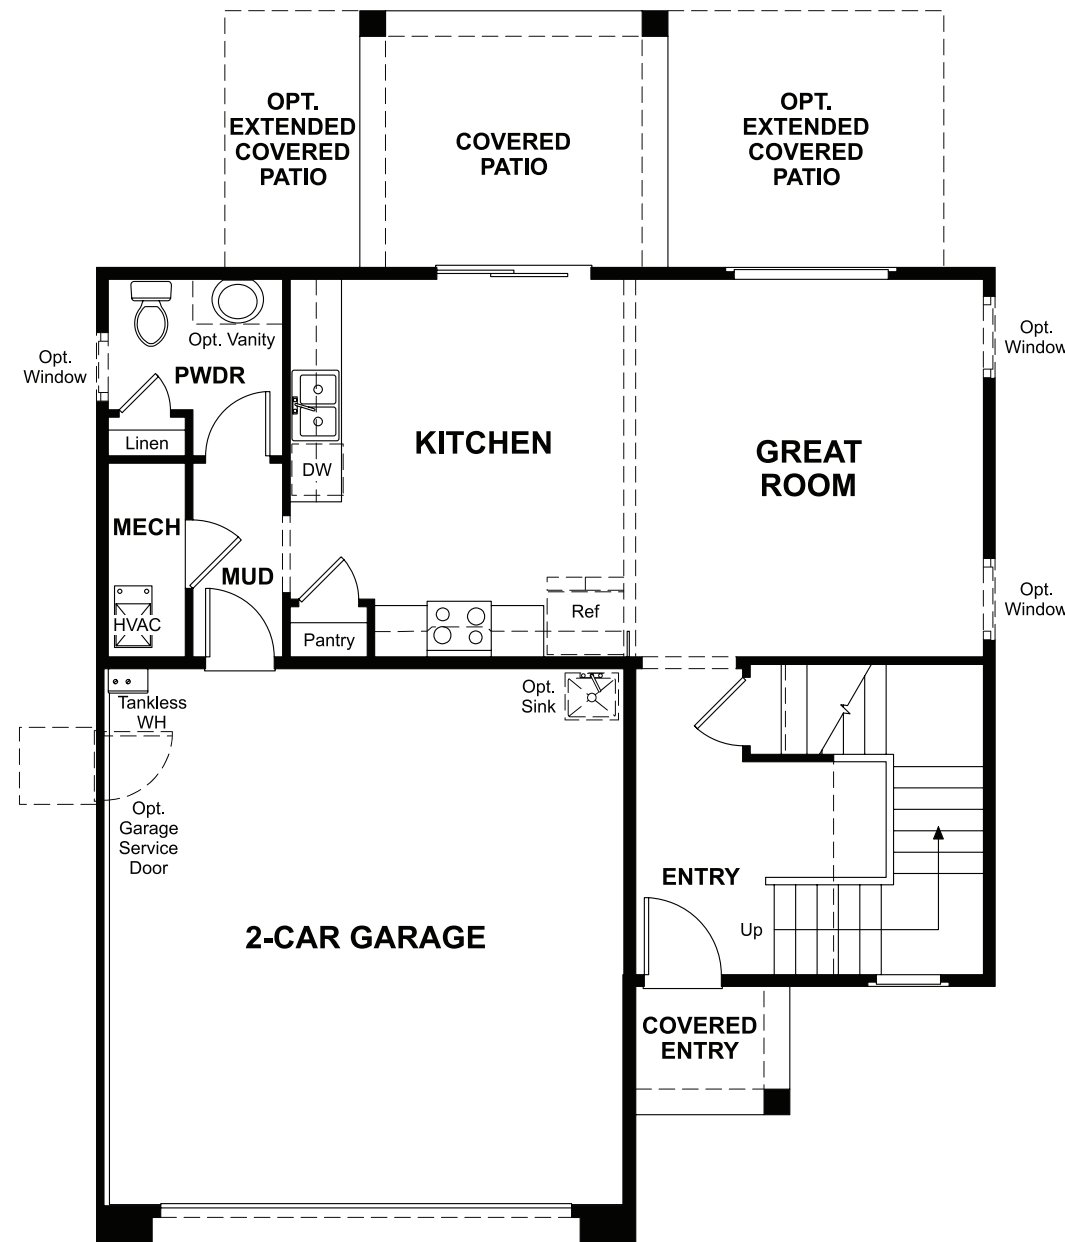 OPT.
EXTENDED
COVERED
PATIO
COVERED
PATIO
OPT.
EXTENDED
COVERED
PATIO
Opt. Vanity
PWDR
Opt.
Window
Linen
DW
KITCHEN
GREAT
ROOM
Opt.
Window
MECH
MUD
HVAC
Pantry
Ref
Opt.
Window
Tankless
WH
Opt.
Sink
Opt.
Garage
Service
Door
ENTRY
Up
2-CAR GARAGE
COVERED
ENTRY